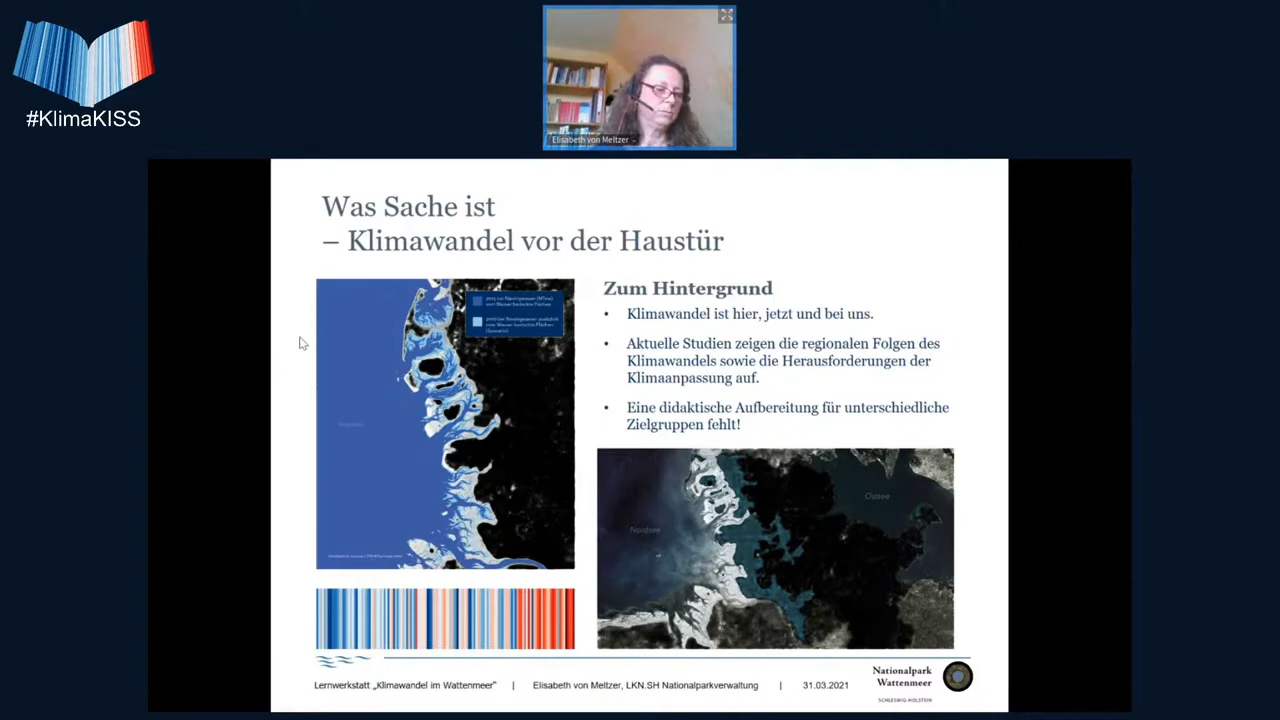 #KlimaKISS
Elisabeth von Meltzer
Was Sache ist
– Klimawandel vor der Haustür
Zum Hintergrund
• Klimawandel ist hier, jetzt und bei uns.
• Aktuelle Studien zeigen die regionalen Folgen des
Klimawandels sowie die Herausforderungen der
Klimaanpassung auf.
• Eine didaktische Aufbereitung für unterschiedliche
Zielgruppen fehlt!
Nordsee
Ostsee
Lernwerkstatt „Klimawandel im Wattenmeer“ | Elisabeth von Meltzer, LKN.SH Nationalparkverwaltung | 31.03.2021
Nationalpark
Wattenmeer
SCHLESWIG-HOLSTEIN